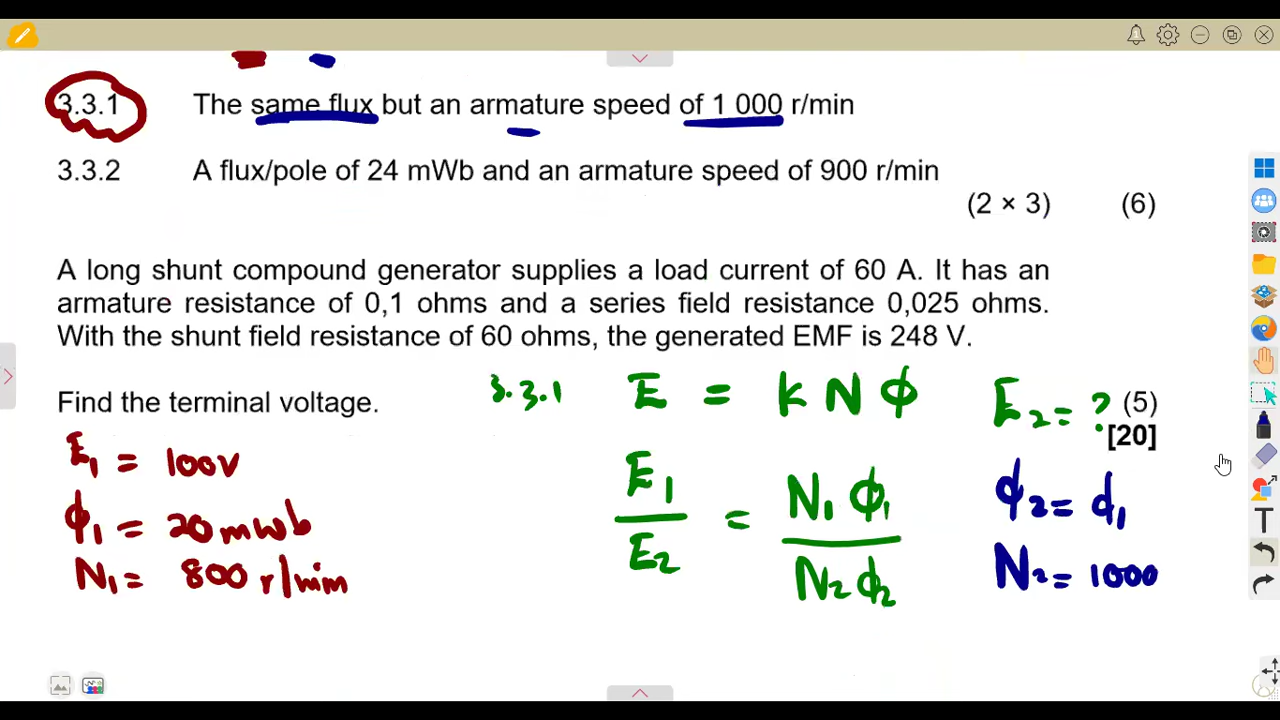 3.3.1 The same flux but an armature speed of 1 000 r/min
3.3.2 A flux/pole of 24 mWb and an armature speed of 900 r/min
(2 × 3) (6)
A long shunt compound generator supplies a load current of 60 A. It has an
armature resistance of 0,1 ohms and a series field resistance 0,025 ohms.
With the shunt field resistance of 60 ohms, the generated EMF is 248 V.
Find the terminal voltage. (5)
[20]
3.3.1 E = k N ϕ
E₂ = ?
E₁ = 100V
ϕ₁ = 20 mWb
N₁ = 800 r/min
E₁/E₂ = N₁ ϕ₁/N₂ ϕ₂
ϕ₂ = ϕ₁
N₂ = 1000
T